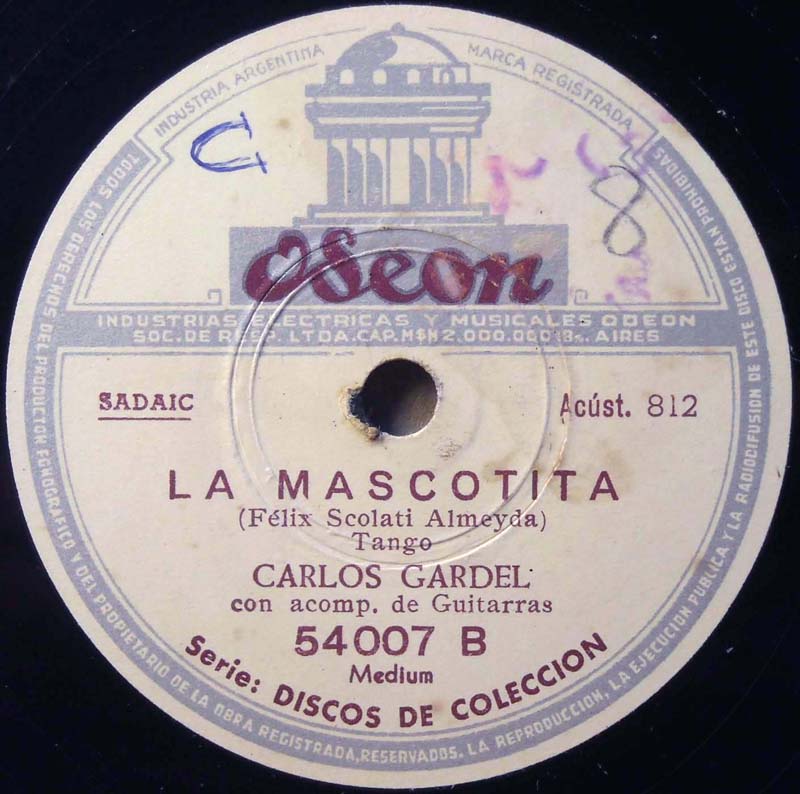 INDUSTRIA ARGENTINA
MARCA REGISTRADA
U
8
Odeon
INDUSTRIAS ELECTRICAS Y MUSICALES ODEON
SOC. DE LTDA. CAP. M$N 2.000.000 AIRES
SADAIC
Acúst. 812
LA MASCOTITA
(Félix Scolati Almeyda)
Tango
CARLOS GARDEL
con acomp. de Guitarras
54007 B
Medium
Serie: DISCOS DE COLECCION
TODOS LOS DERECHOS DEL PRODUCTOR FONOGRAFICO Y DEL PROPIETARIO DE LA OBRA REGISTRADA, RESERVADOS. LA REPRODUCCION, LA EJECUCION PUBLICA Y LA RADIODIFUSION DE ESTE DISCO ESTAN PROHIBIDAS